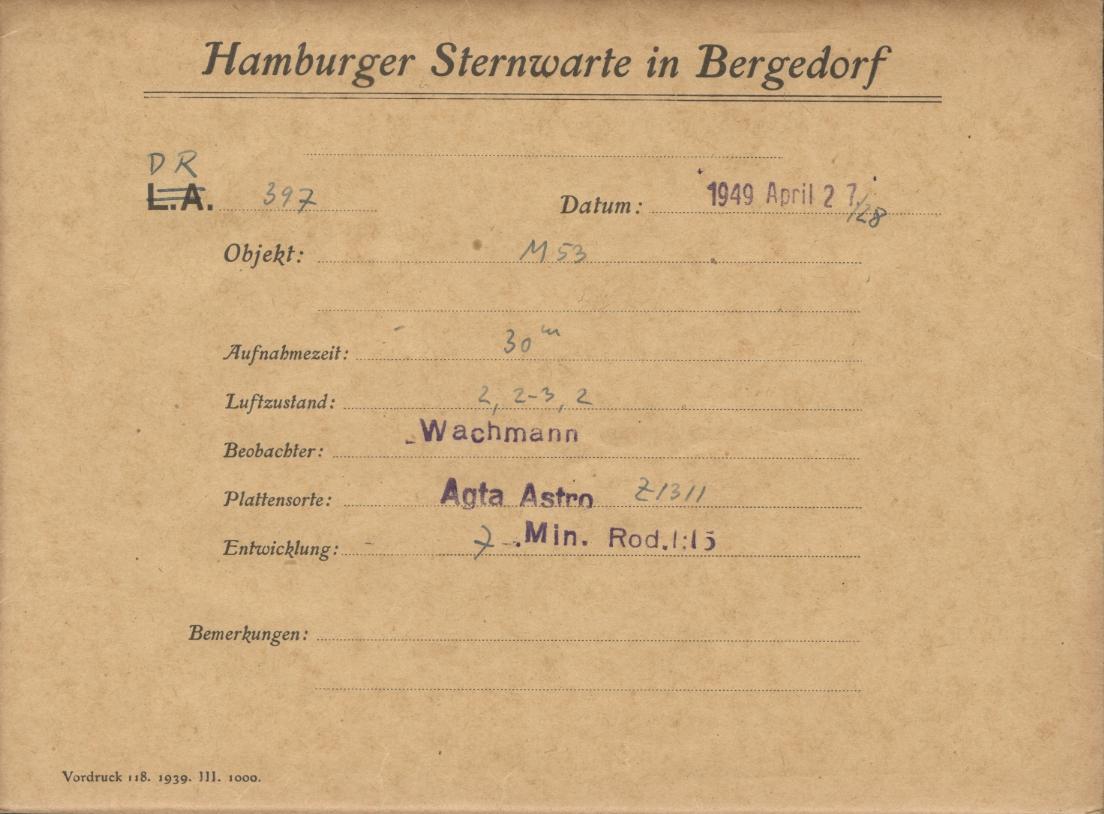 Hamburger Sternwarte in Bergedorf
DR
L.A. 397 Datum: 1949 April 27/28
Objekt: M 53
Aufnahmezeit: 30m
Luftzustand: 2, 2-3, 2
Beobachter: Wachmann
Plattensorte: Agfa Astro Z1311
Entwicklung: 7 Min. Rod.1:15
Bemerkungen:
Vordruck 118. 1939. III. 1000.